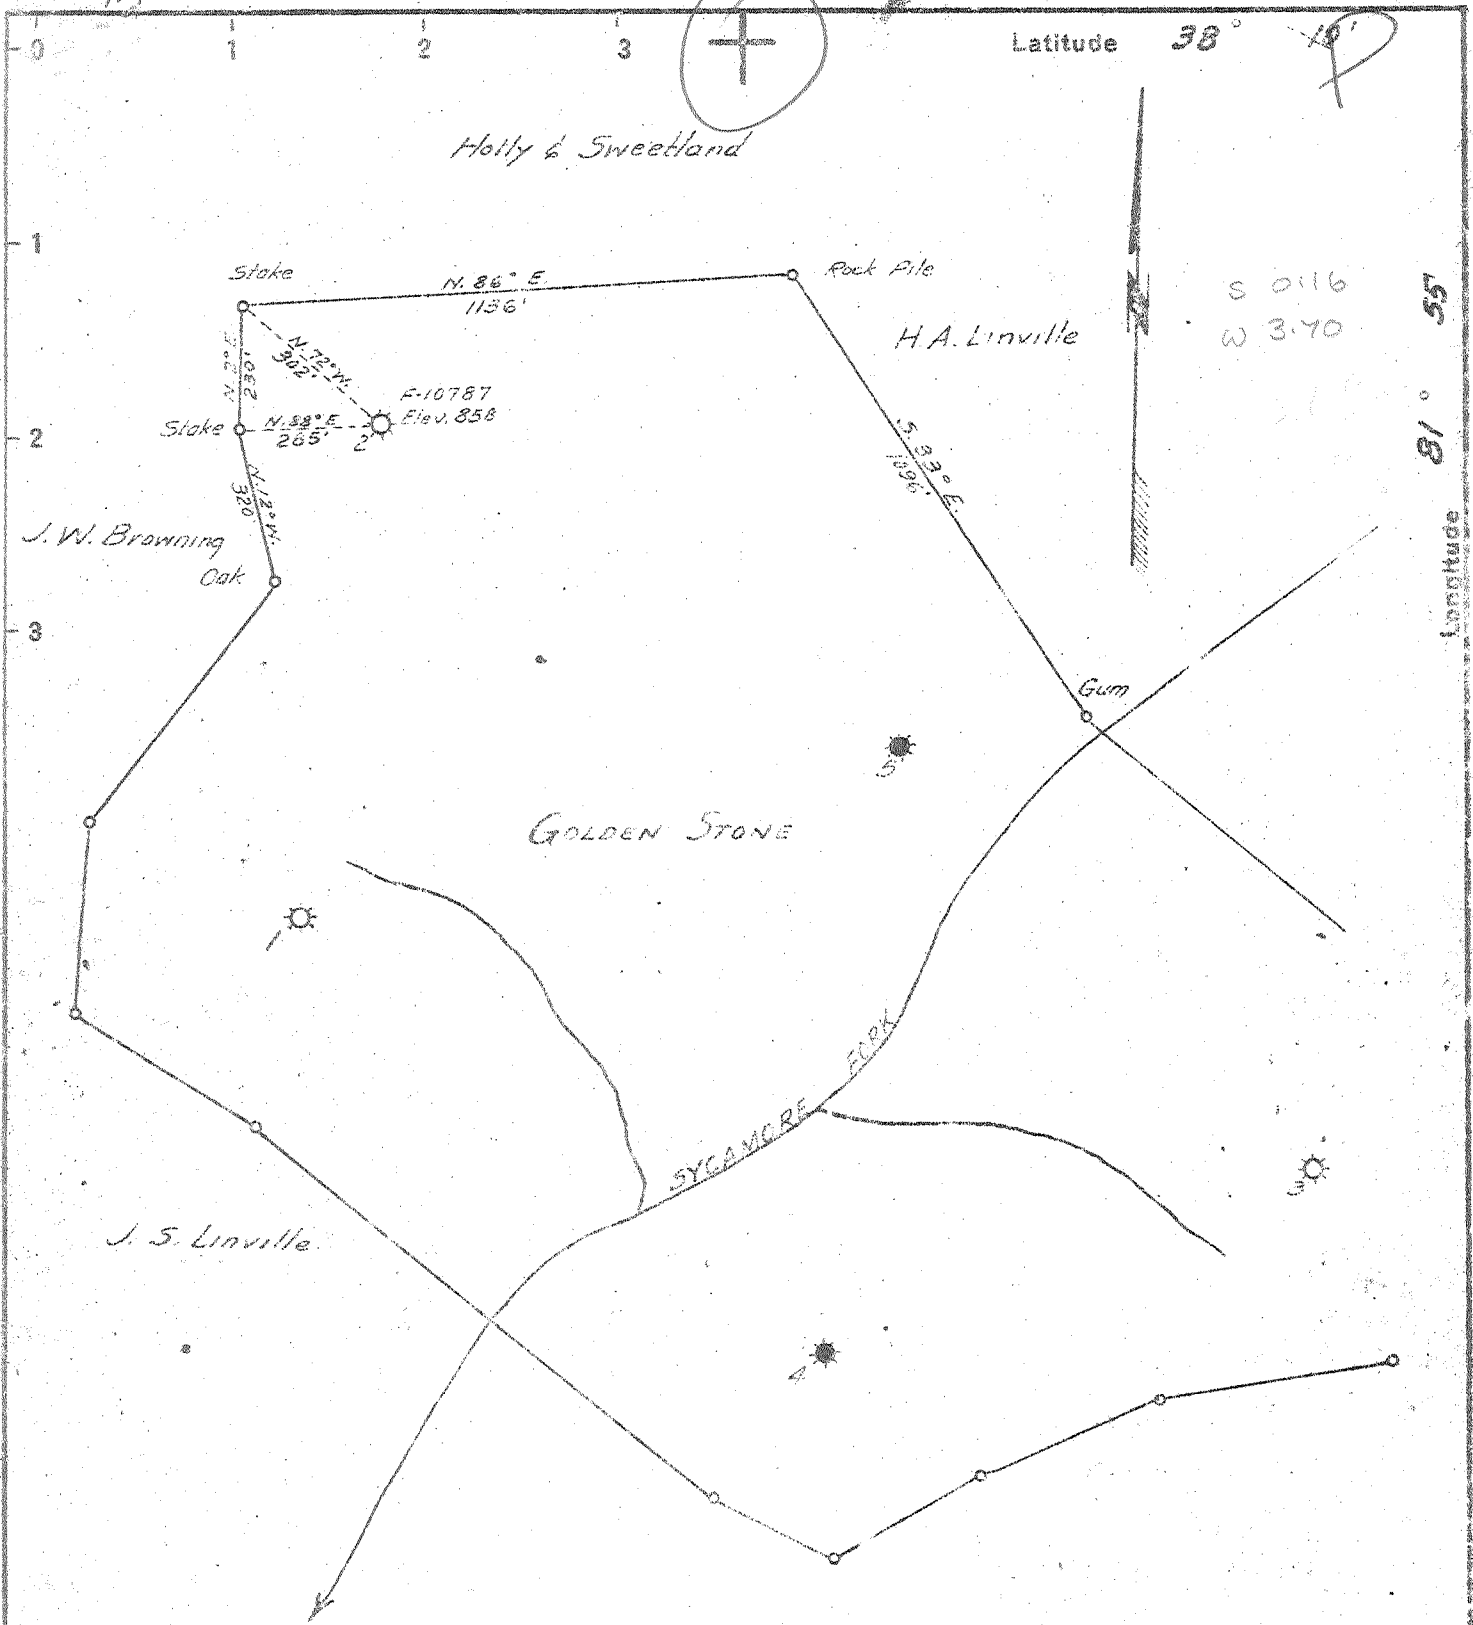 0 1 2 3
Latitude 38° 10'
Holly & Sweetland
1
Stake
N. 86° E.
1136'
Rock Pile
H.A. Linville
S 0.16
W 3.70
81° 55'
Longitude
N. 2° E.
230'
N. 72° W.
302'
F-10787
Elev. 858
Stake
N. 88° E.
265'
2
2
S. 33° E.
1096'
N. 12° W.
320'
J. W. Browning
Oak
3
Gum
5
GOLDEN STONE
1
SYCAMORE FORK
3
J. S. Linville
4